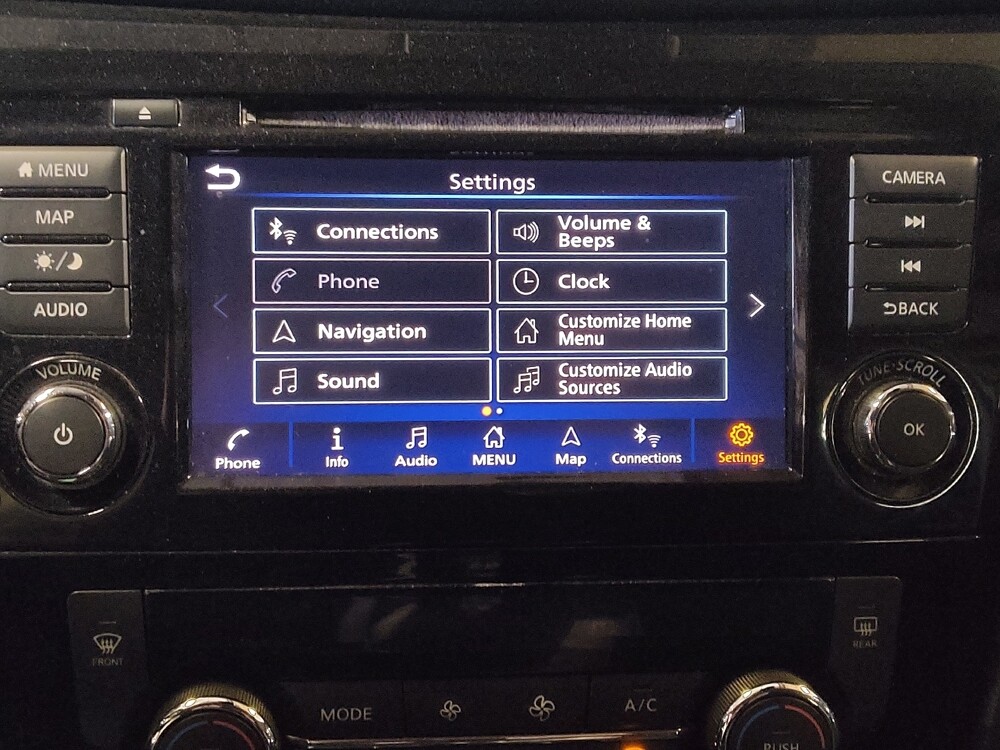 MENU
MAP
AUDIO
VOLUME
Settings
Connections
Volume &
Beeps
Phone
Clock
Navigation
Customize Home
Menu
Sound
Customize Audio
Sources
Phone
Info
Audio
MENU
Map
Connections
Settings
CAMERA
BACK
TUNE·SCROLL
OK
FRONT
REAR
MODE
A/C
PUSH